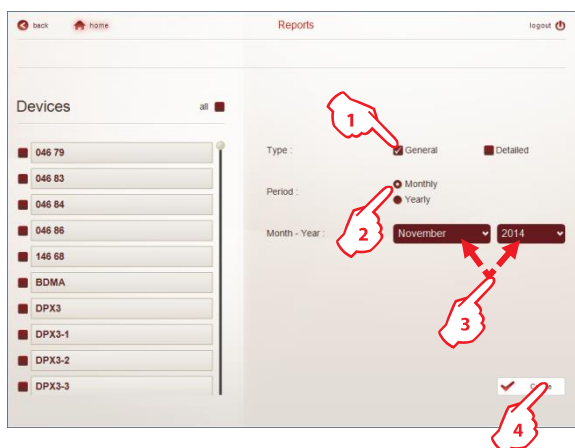 back home Reports logout
Devices all
046 79
046 83
046 84
046 86
146 68
BDMA
DPX3
DPX3-1
DPX3-2
DPX3-3
1
Type : General Detailed
Period : Monthly
Yearly
2
Month - Year : November 2014
3
4